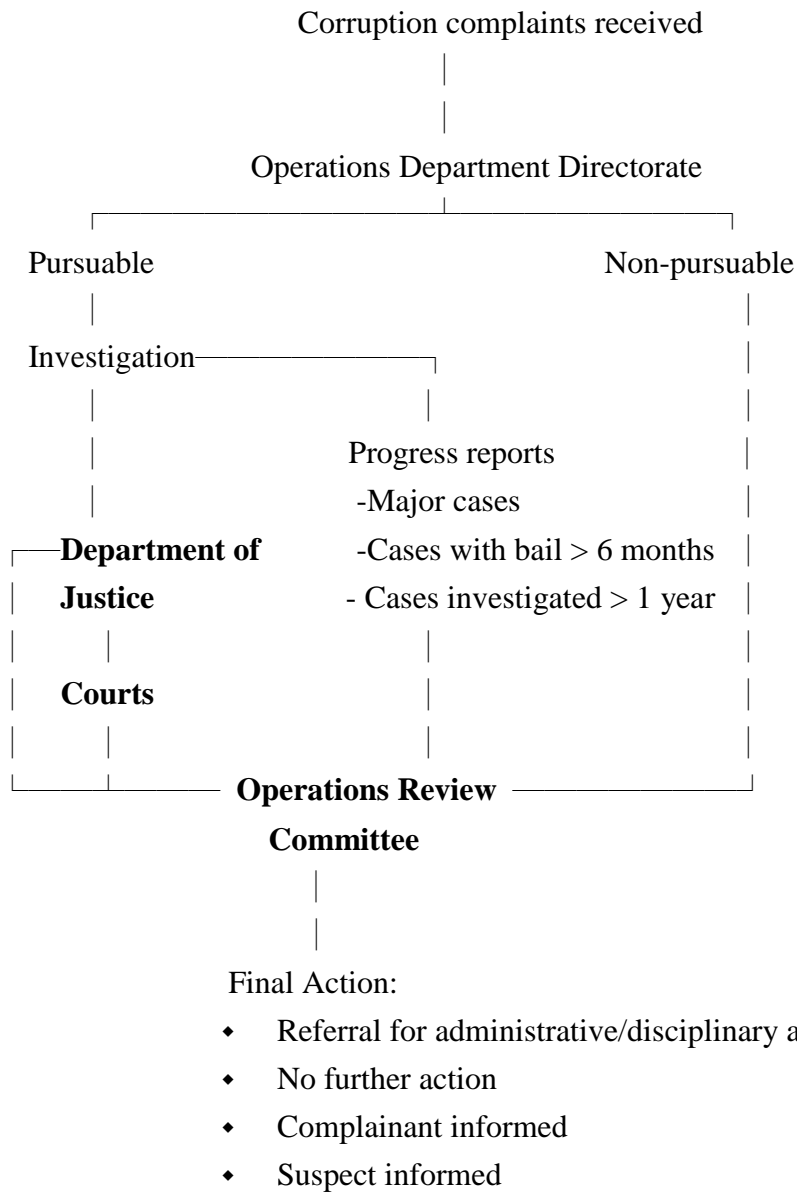 Corruption complaints received
Operations Department Directorate
Pursuable Non-pursuable
Investigation
Progress reports
-Major cases
Department of -Cases with bail > 6 months
Justice - Cases investigated > 1 year
Courts
Operations Review
Committee
Final Action:
◆ Referral for administrative/disciplinary a
◆ No further action
◆ Complainant informed
◆ Suspect informed